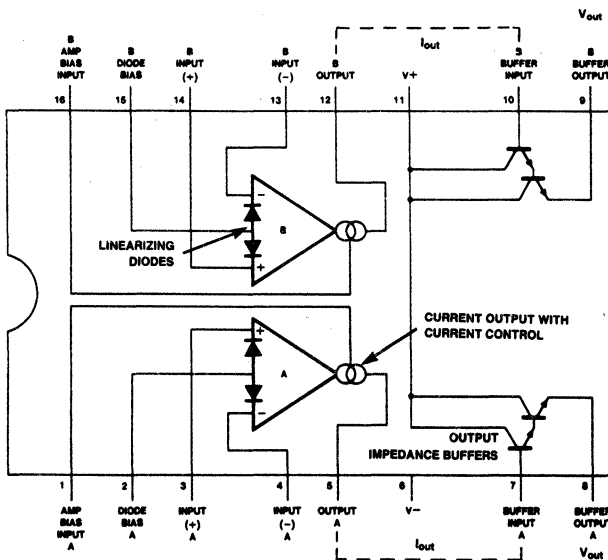 Vout
Iout
B
AMP
BIAS
INPUT
B
DIODE
BIAS
B
INPUT
(+)
B
INPUT
(-)
B
OUTPUT
V+
S
BUFFER
INPUT
B
BUFFER
OUTPUT
16
15
14
13
12
11
10
9
-
B
+
LINEARIZING
DIODES
CURRENT OUTPUT WITH
CURRENT CONTROL
+
A
-
OUTPUT
IMPEDANCE BUFFERS
1
2
3
4
5
6
7
8
AMP
BIAS
INPUT
A
DIODE
BIAS
A
INPUT
(+)
A
INPUT
(-)
A
OUTPUT
A
V-
BUFFER
INPUT
A
BUFFER
OUTPUT
A
Iout
Vout